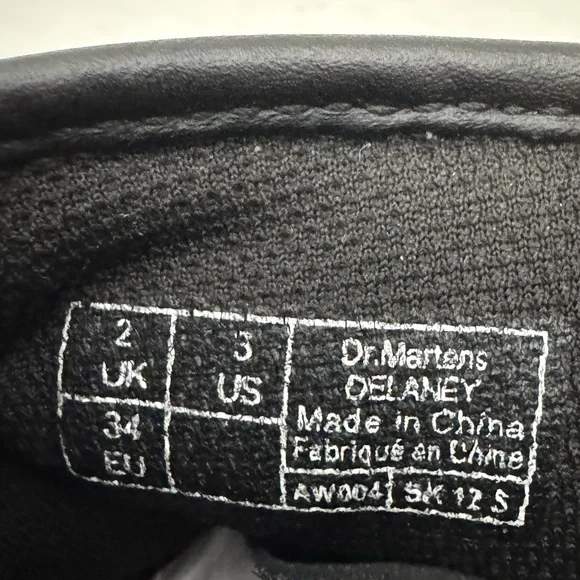 2
UK
3
US
34
EU
Dr.Martens
DELANEY
Made in China
Fabriqué en Chine
AW004
SK 12 S